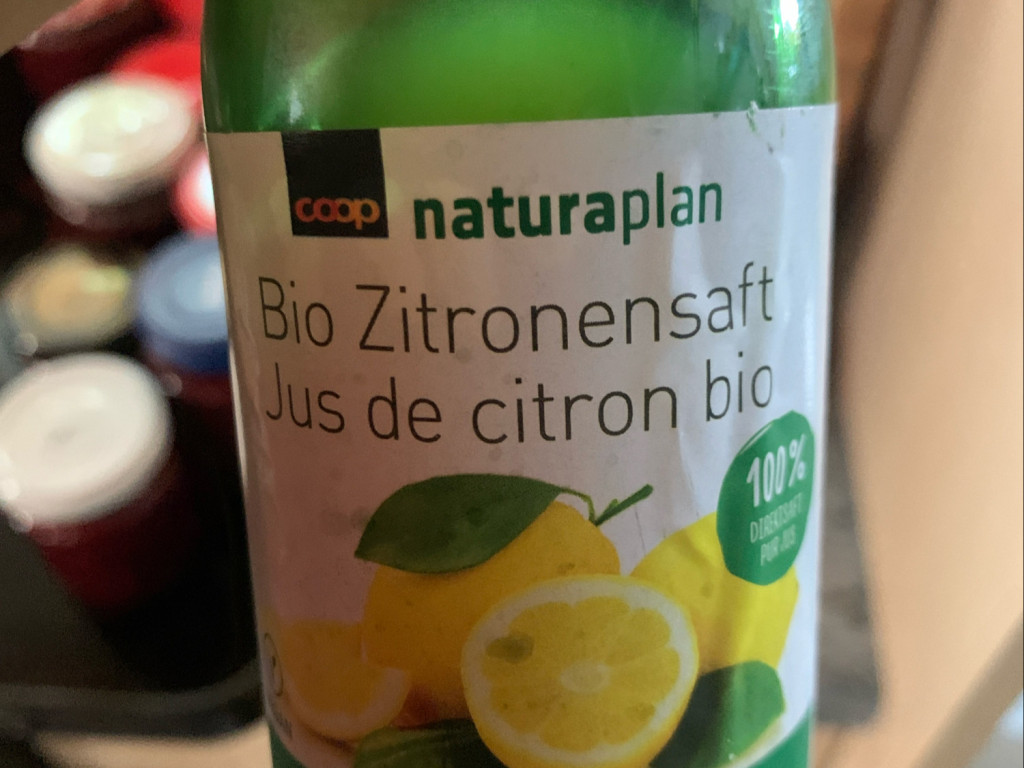 coop
naturaplan
Bio Zitronensaft
Jus de citron bio
100%
DIREKTSAFT
PUR JUS